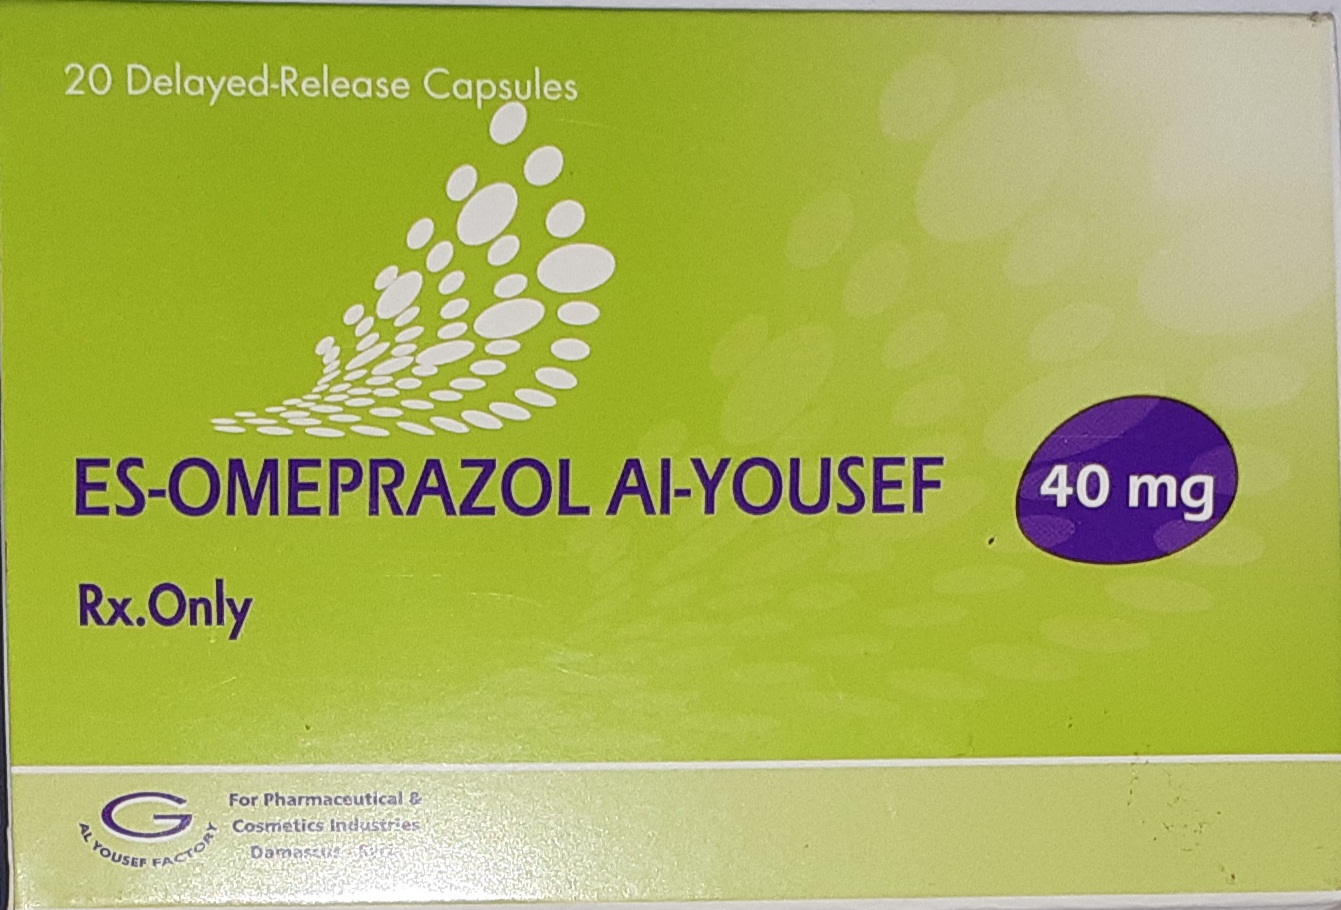 20 Delayed-Release Capsules
ES-OMEPRAZOL Al-YOUSEF
40 mg
Rx.Only
G
AL YOUSEF FACTORY
For Pharmaceutical &
Cosmetics Industries
Damascus